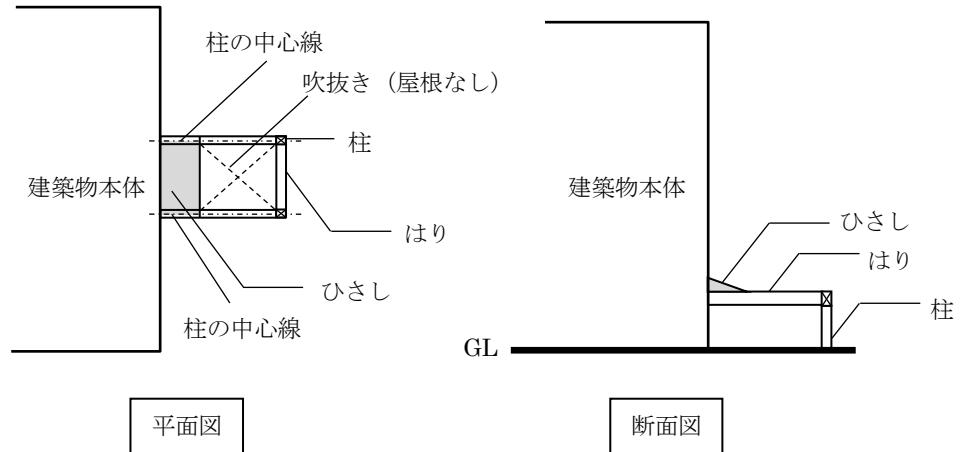 柱の中心線
吹抜き（屋根なし）
柱
建築物本体
はり
ひさし
柱の中心線
平面図
建築物本体
ひさし
はり
柱
GL
断面図